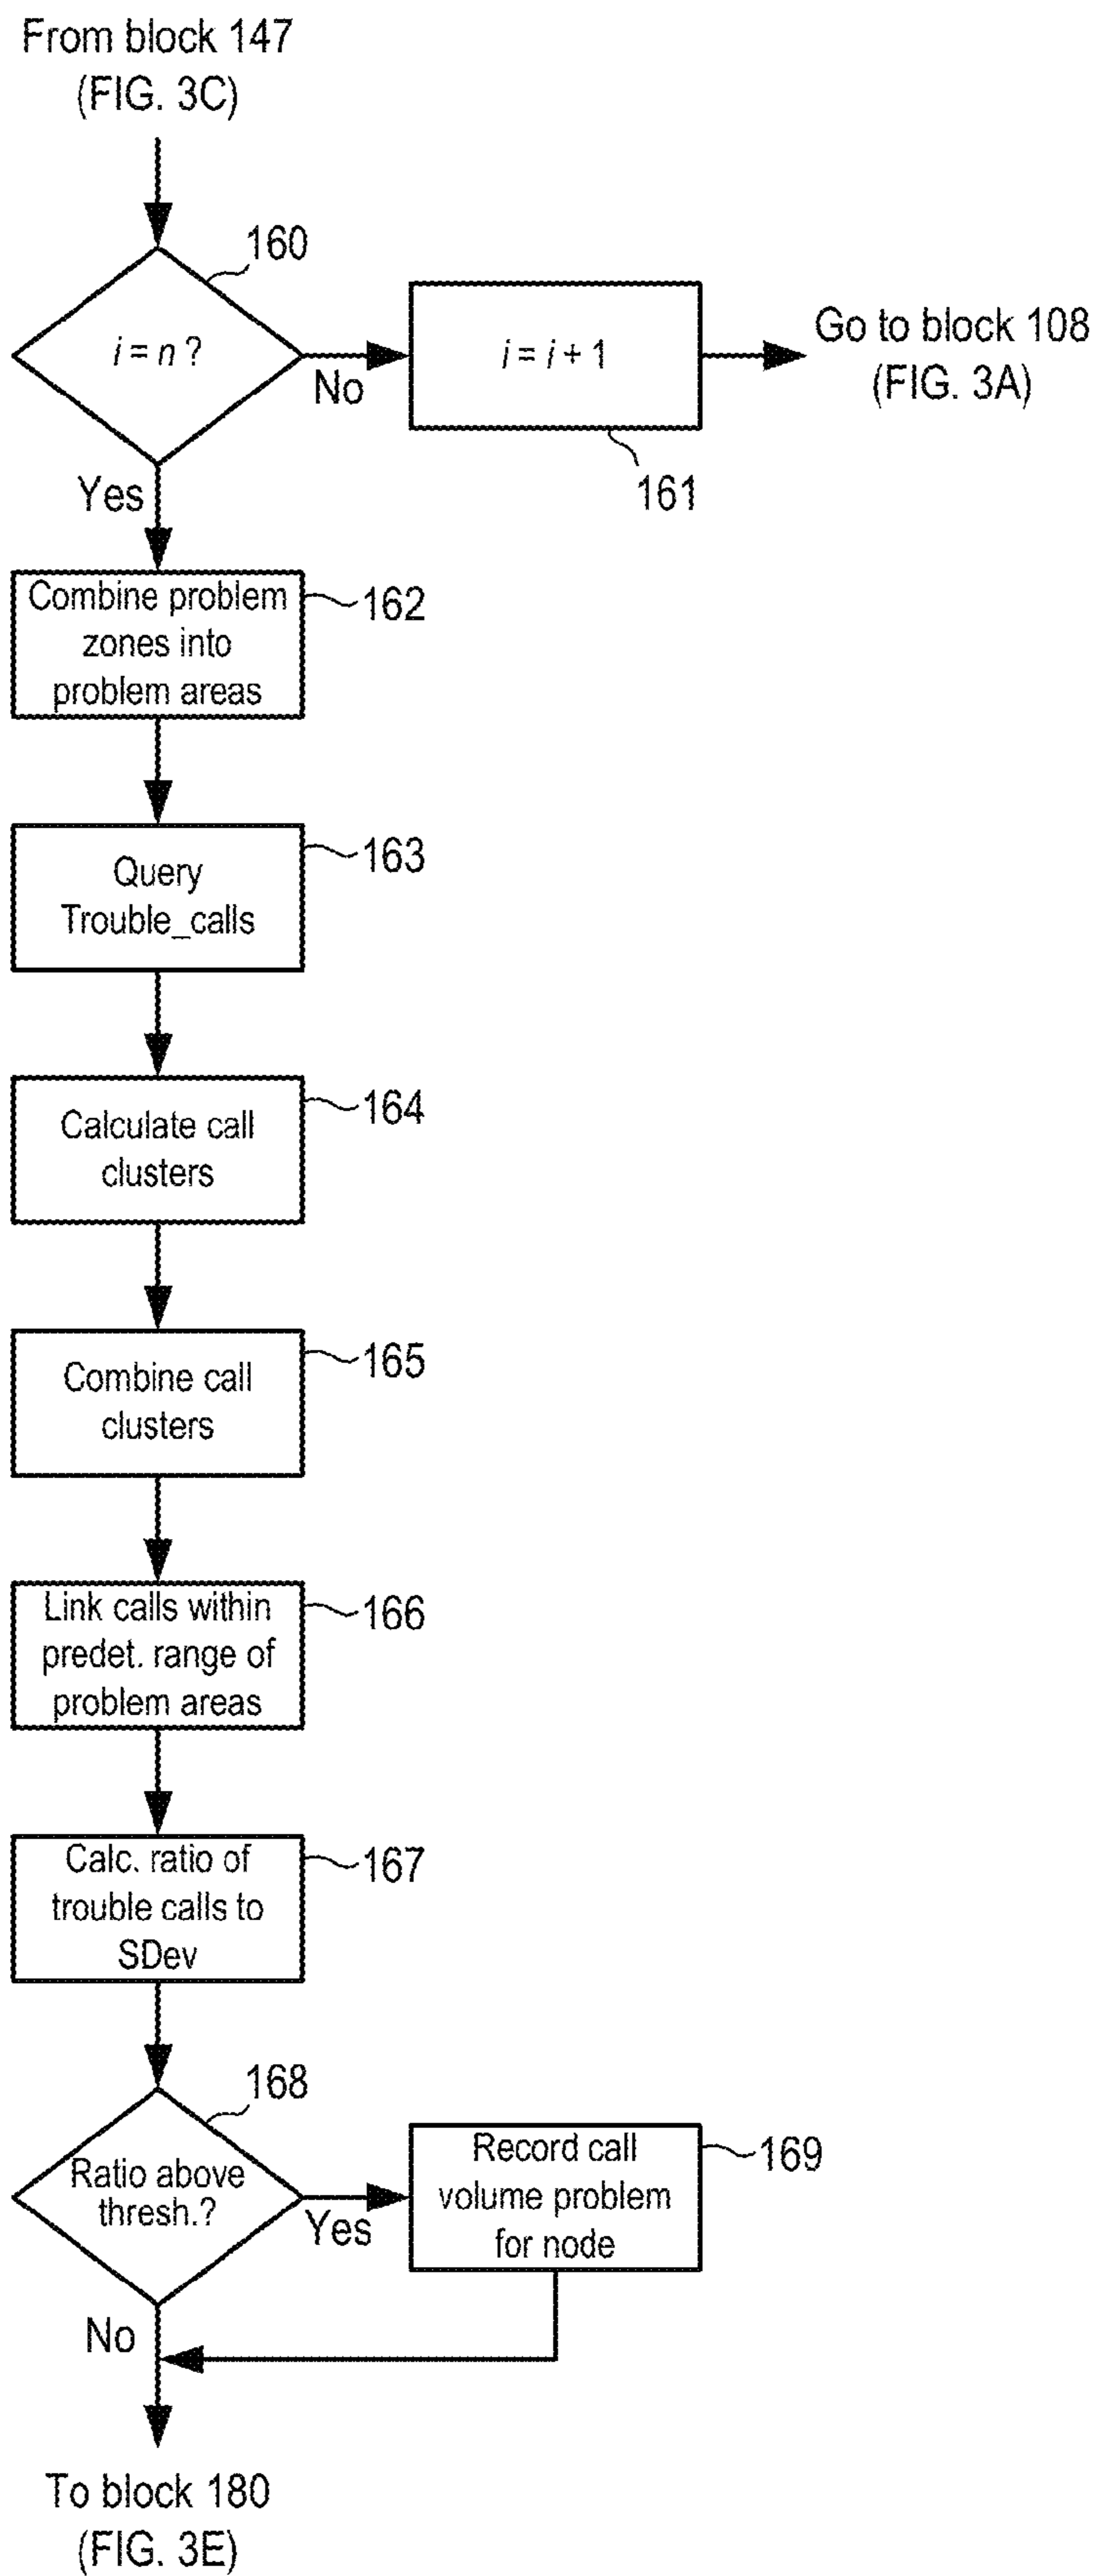 From block 147
(FIG. 3C)
160
i = n ?
No
i = i + 1
Go to block 108
(FIG. 3A)
161
Yes
Combine problem
zones into
problem areas
162
Query
Trouble_calls
163
Calculate call
clusters
164
Combine call
clusters
165
Link calls within
predet. range of
problem areas
166
Calc. ratio of
trouble calls to
SDev
167
168
Ratio above
thresh.?
Yes
Record call
volume problem
for node
169
No
To block 180
(FIG. 3E)